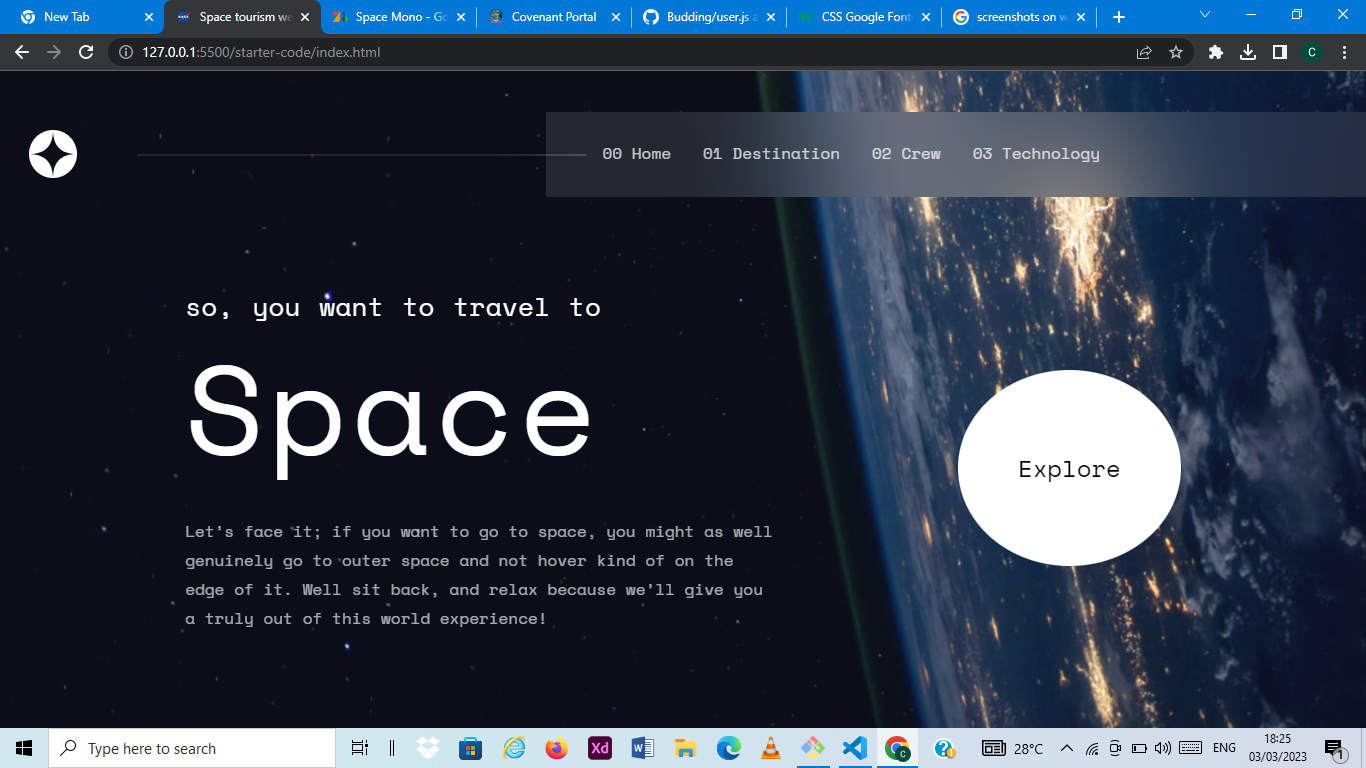 New Tab
Space tourism we
Space Mono - Go
Covenant Portal
Budding/user.js a
CSS Google Font
screenshots on w
127.0.0.1:5500/starter-code/index.html
C
00 Home 01 Destination 02 Crew 03 Technology
so, you want to travel to
Space
Explore
Let's face it; if you want to go to space, you might as well
genuinely go to outer space and not hover kind of on the
edge of it. Well sit back, and relax because we'll give you
a truly out of this world experience!
Type here to search
Xd
W
C
28°C
ENG
18:25
03/03/2023
1